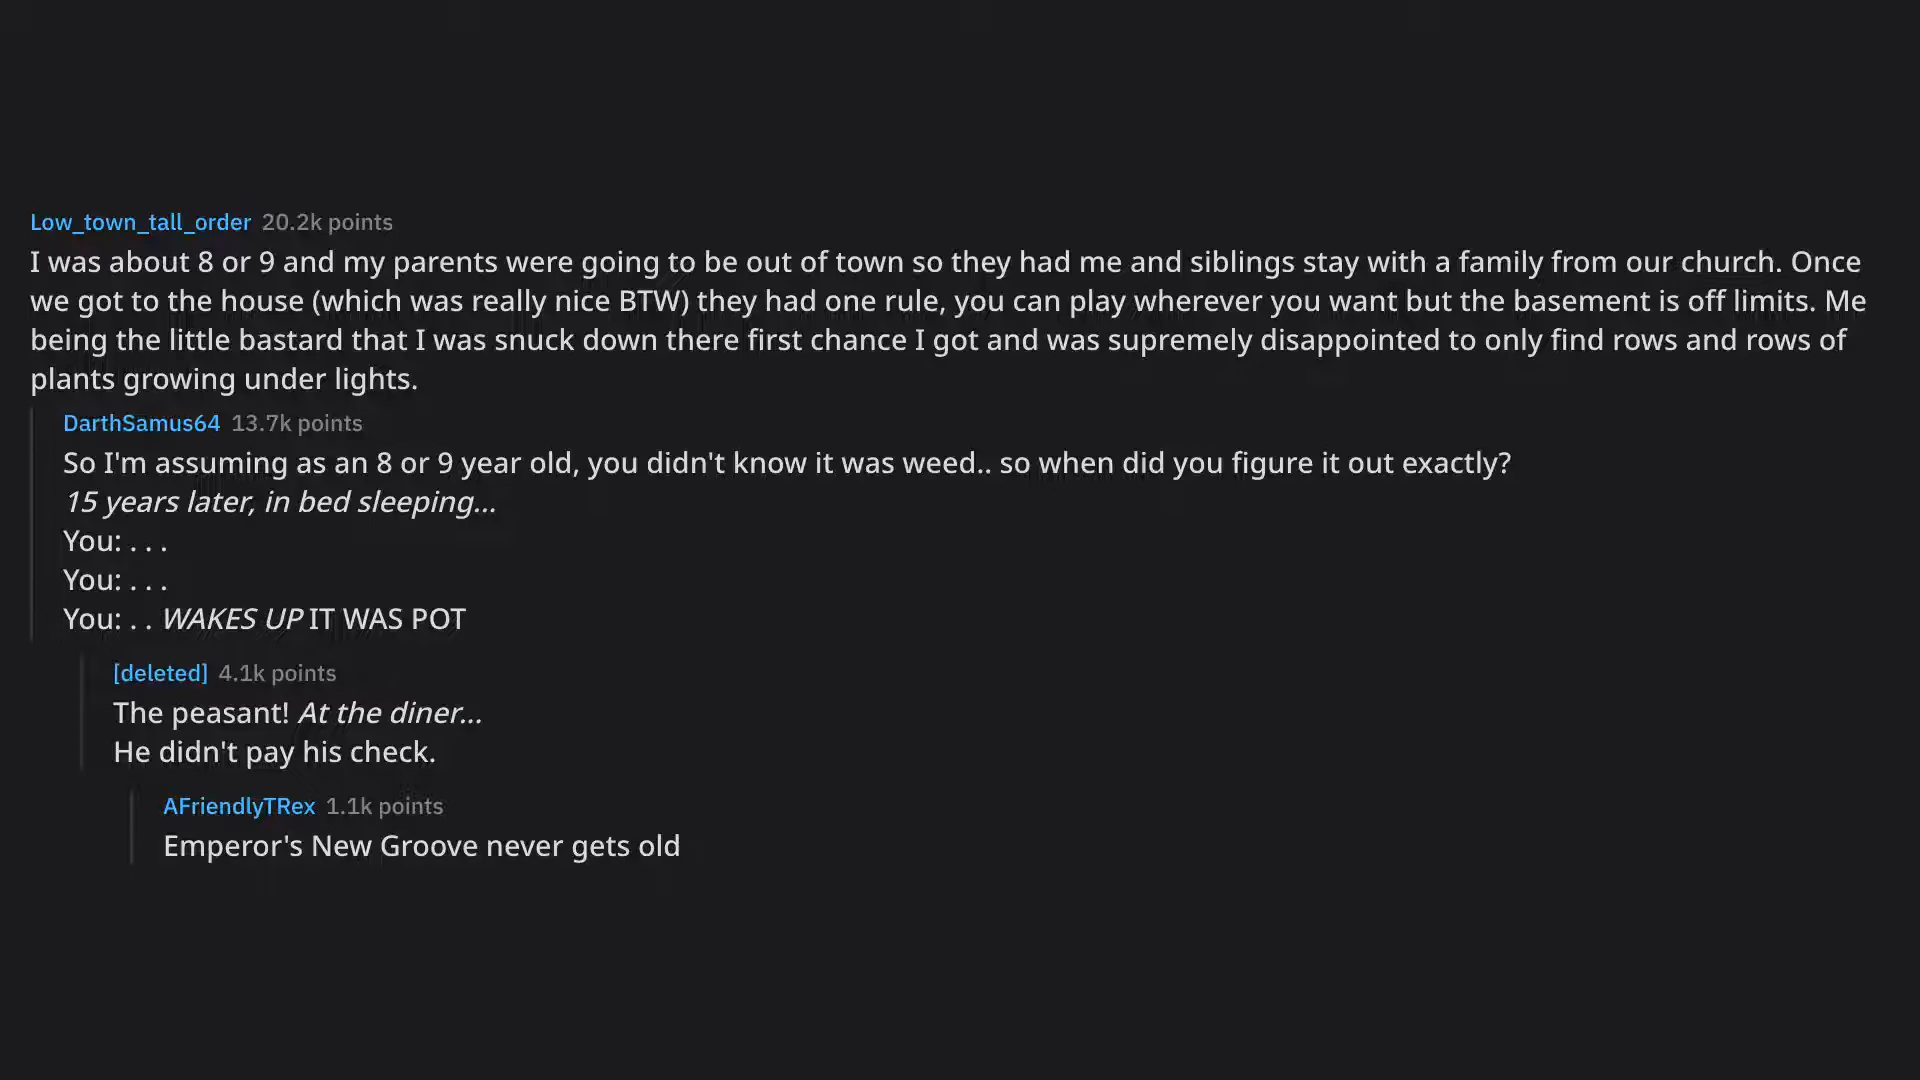 Low_town_tall_order 20.2k points
I was about 8 or 9 and my parents were going to be out of town so they had me and siblings stay with a family from our church. Once
we got to the house (which was really nice BTW) they had one rule, you can play wherever you want but the basement is off limits. Me
being the little bastard that I was snuck down there first chance I got and was supremely disappointed to only find rows and rows of
plants growing under lights.
DarthSamus64 13.7k points
So I'm assuming as an 8 or 9 year old, you didn't know it was weed.. so when did you figure it out exactly?
15 years later, in bed sleeping...
You: . . .
You: . . .
You: . . WAKES UP IT WAS POT
[deleted] 4.1k points
The peasant! At the diner...
He didn't pay his check.
AFriendlyTRex 1.1k points
Emperor's New Groove never gets old